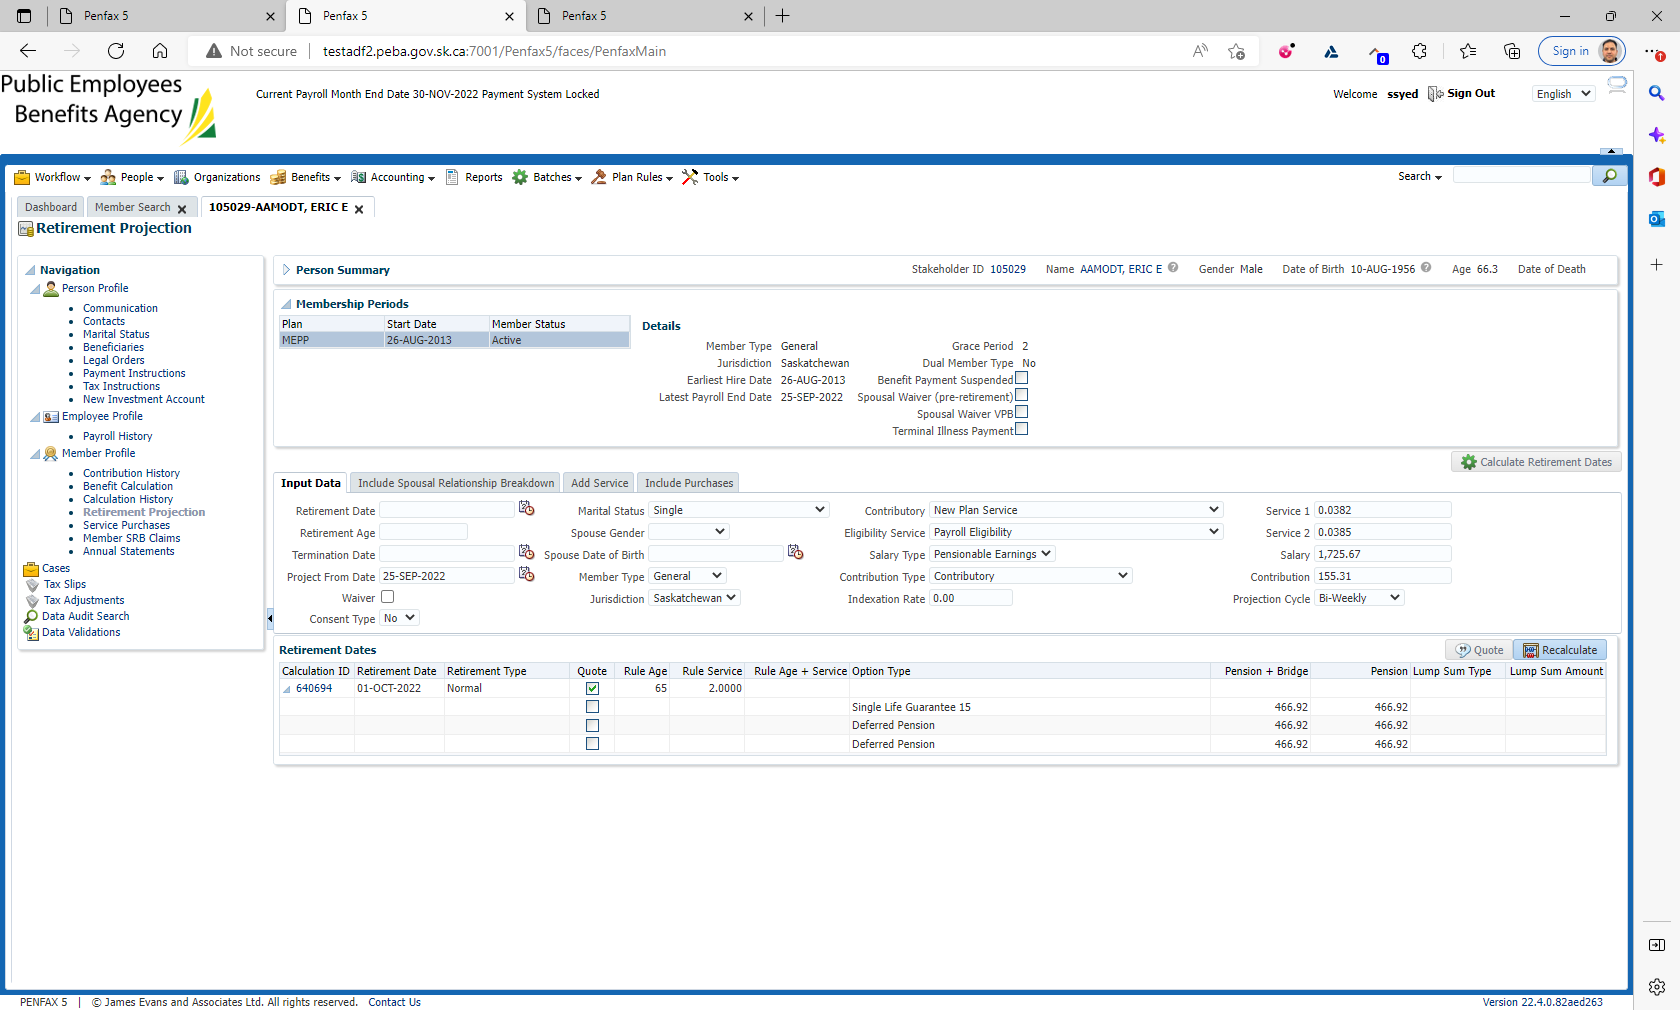 Penfax 5
Penfax 5
Penfax 5
Not secure
testadf2.peba.gov.sk.ca:7001/Penfax5/faces/PenfaxMain
Sign in
0
Public Employees
Benefits Agency
Current Payroll Month End Date 30-NOV-2022 Payment System Locked
Welcome ssyed Sign Out
English
Workflow People Organizations Benefits Accounting Reports Batches Plan Rules Tools
Search
Dashboard
Member Search
105029-AAMODT, ERIC E
Retirement Projection
Navigation
Person Profile
Communication
Contacts
Marital Status
Beneficiaries
Legal Orders
Payment Instructions
Tax Instructions
New Investment Account
Employee Profile
Payroll History
Member Profile
Contribution History
Benefit Calculation
Calculation History
Retirement Projection
Service Purchases
Member SRB Claims
Annual Statements
Cases
Tax Slips
Tax Adjustments
Data Audit Search
Data Validations
Person Summary
Stakeholder ID 105029 Name AAMODT, ERIC E Gender Male Date of Birth 10-AUG-1956 Age 66.3 Date of Death
Membership Periods
Plan Start Date Member Status
MEPP 26-AUG-2013 Active
Details
Member Type General Grace Period 2
Jurisdiction Saskatchewan Dual Member Type No
Earliest Hire Date 26-AUG-2013 Benefit Payment Suspended
Latest Payroll End Date 25-SEP-2022 Spousal Waiver (pre-retirement)
Spousal Waiver VPB
Terminal Illness Payment
Calculate Retirement Dates
Input Data
Include Spousal Relationship Breakdown
Add Service
Include Purchases
Retirement Date Marital Status Single Contributory New Plan Service Service 1 0.0382
Retirement Age Spouse Gender Eligibility Service Payroll Eligibility Service 2 0.0385
Termination Date Spouse Date of Birth Salary Type Pensionable Earnings Salary 1,725.67
Project From Date 25-SEP-2022 Member Type General Contribution Type Contributory Contribution 155.31
Waiver Jurisdiction Saskatchewan Indexation Rate 0.00 Projection Cycle Bi-Weekly
Consent Type No
Retirement Dates
Quote
Recalculate
Calculation ID Retirement Date Retirement Type Quote Rule Age Rule Service Rule Age + Service Option Type Pension + Bridge Pension Lump Sum Type Lump Sum Amount
640694 01-OCT-2022 Normal 65 2.0000
Single Life Guarantee 15 466.92 466.92
Deferred Pension 466.92 466.92
Deferred Pension 466.92 466.92
PENFAX 5 | © James Evans and Associates Ltd. All rights reserved. Contact Us
Version 22.4.0.82aed263